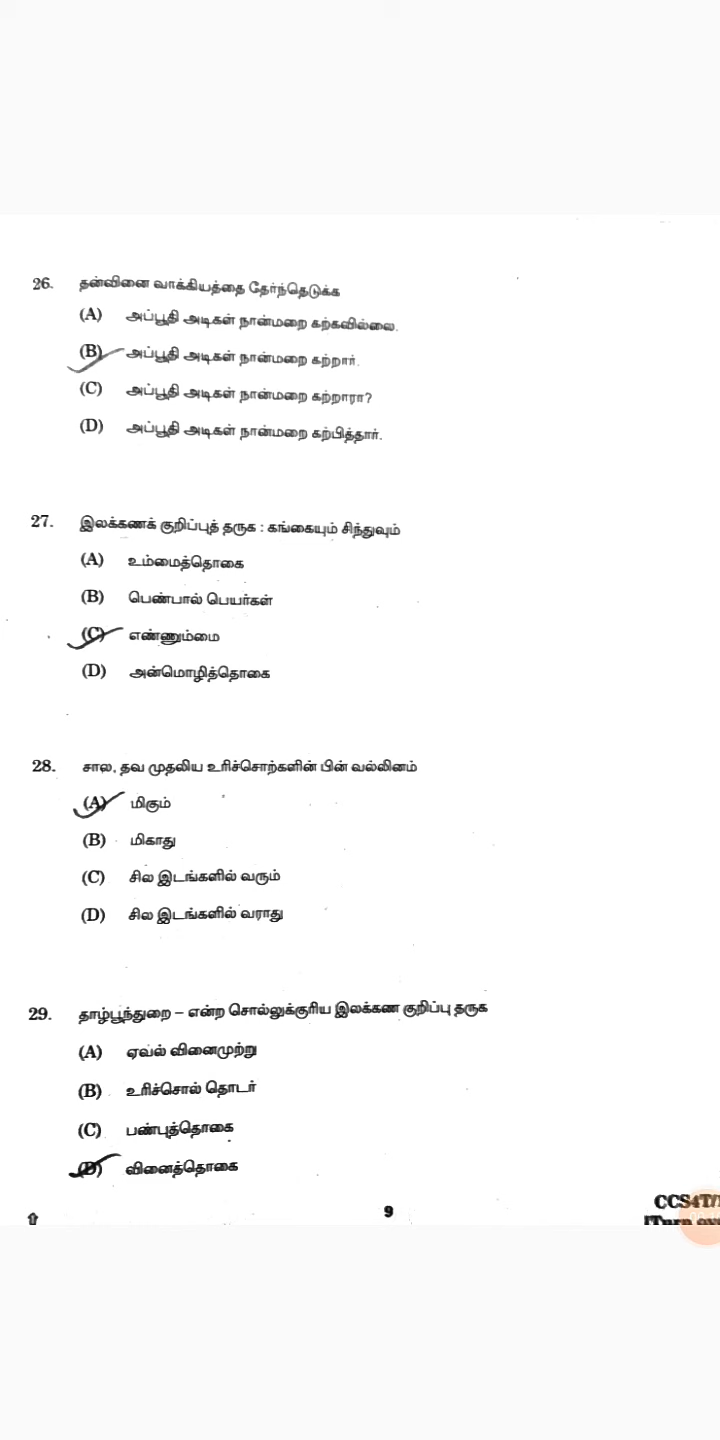 26. தன்வினை வாக்கியத்தை தேர்ந்தெடுக்க
(A) அப்பூதி அடிகள் நான்மறை கற்கவில்லை.
(B) அப்பூதி அடிகள் நான்மறை கற்றார்.
(C) அப்பூதி அடிகள் நான்மறை கற்றாரா?
(D) அப்பூதி அடிகள் நான்மறை கற்பித்தார்.
27. இலக்கணக் குறிப்புத் தருக : கங்கையும் சிந்துவும்
(A) உம்மைத்தொகை
(B) பெண்பால் பெயர்கள்
(C) எண்ணும்மை
(D) அன்மொழித்தொகை
28. சால, தவ முதலிய உரிச்சொற்களின் பின் வல்லினம்
(A) மிகும்
(B) மிகாது
(C) சில இடங்களில் வரும்
(D) சில இடங்களில் வராது
29. தாழ்பூந்துறை – என்ற சொல்லுக்குரிய இலக்கண குறிப்பு தருக
(A) ஏவல் வினைமுற்று
(B) உரிச்சொல் தொடர்
(C) பண்புத்தொகை
(D) வினைத்தொகை
9
CCS4T/
[Turn